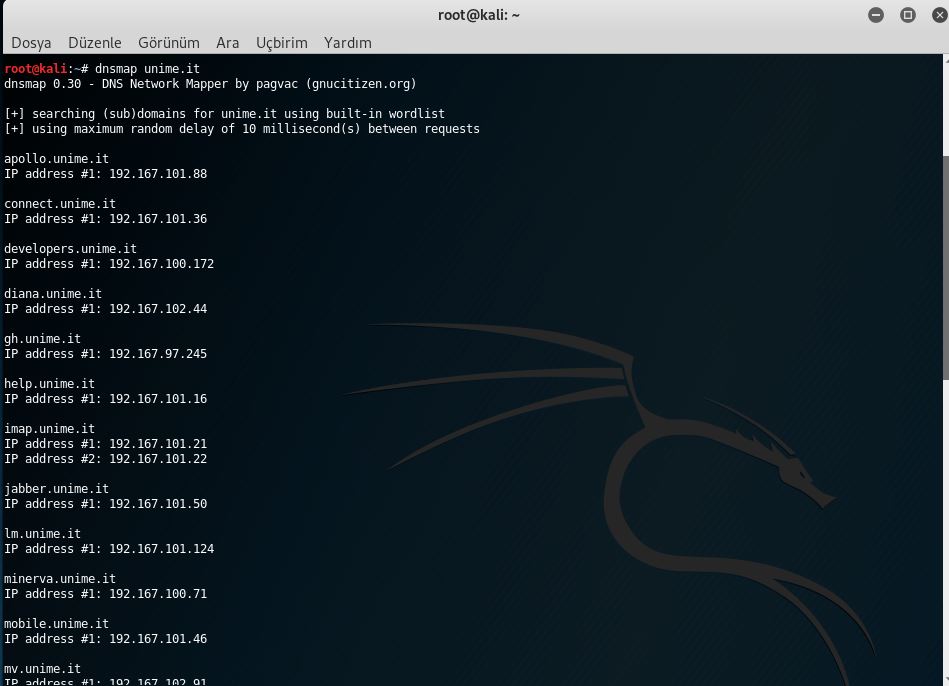 root@kali: ~
Dosya Düzenle Görünüm Ara Uçbirim Yardım
root@kali:~# dnsmap unime.it
dnsmap 0.30 - DNS Network Mapper by pagvac (gnucitizen.org)
[+] searching (sub)domains for unime.it using built-in wordlist
[+] using maximum random delay of 10 millisecond(s) between requests
apollo.unime.it
IP address #1: 192.167.101.88
connect.unime.it
IP address #1: 192.167.101.36
developers.unime.it
IP address #1: 192.167.100.172
diana.unime.it
IP address #1: 192.167.102.44
gh.unime.it
IP address #1: 192.167.97.245
help.unime.it
IP address #1: 192.167.101.16
imap.unime.it
IP address #1: 192.167.101.21
IP address #2: 192.167.101.22
jabber.unime.it
IP address #1: 192.167.101.50
lm.unime.it
IP address #1: 192.167.101.124
minerva.unime.it
IP address #1: 192.167.100.71
mobile.unime.it
IP address #1: 192.167.101.46
mv.unime.it
IP address #1: 192.167.102.91